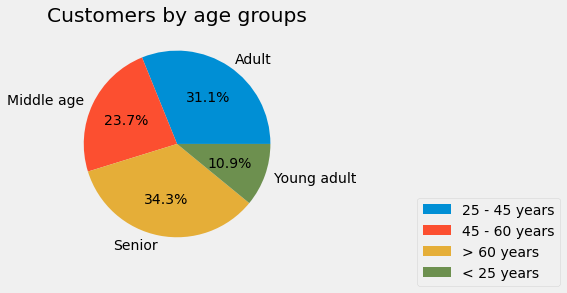 Customers by age groups
Adult
31.1%
Middle age
23.7%
10.9%
Young adult
34.3%
Senior
25 - 45 years
45 - 60 years
> 60 years
< 25 years